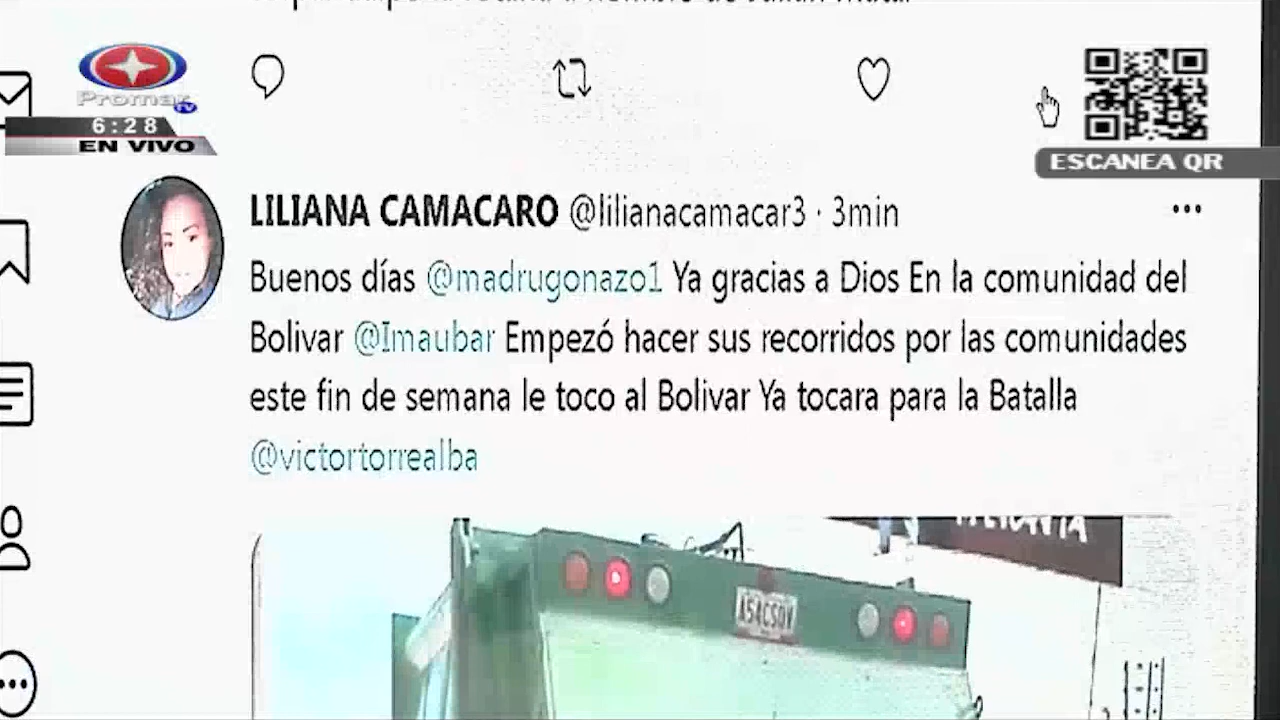 Promar TV
6:28
EN VIVO
ESCANEA QR
LILIANA CAMACARO @lilianacamacar3 · 3min
Buenos días @madrugonazo1 Ya gracias a Dios En la comunidad del
Bolivar @Imaubar Empezó hacer sus recorridos por las comunidades
este fin de semana le toco al Bolivar Ya tocara para la Batalla
@victortorrealba